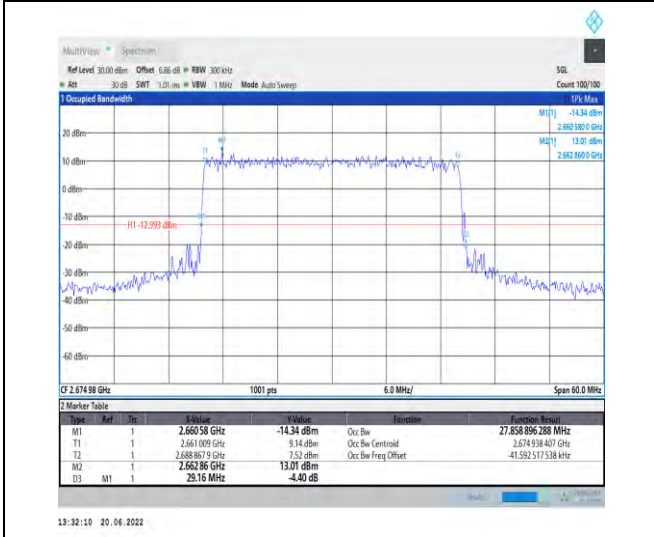 MultiView Spectrum
Ref Level 30.00 dBm Offset 6.86 dB RBW 300 kHz SGL
Att 30 dB SWT 1.01 ms VBW 1 MHz Mode Auto Sweep Count 100/100
1 Occupied Bandwidth 1Pk Max
M1[1] -14.34 dBm
2.660 580 0 GHz
20 dBm
M2[1] 13.01 dBm
2.662 860 0 GHz
M2
T1
T2
10 dBm
0 dBm
-10 dBm
H1 -12.993 dBm
-20 dBm
-30 dBm
-40 dBm
-50 dBm
-60 dBm
CF 2.674 98 GHz 1001 pts 6.0 MHz/ Span 60.0 MHz
2 Marker Table
Type Ref Trc X-Value Y-Value Function Function Result
M1 1 2.660 58 GHz -14.34 dBm Occ Bw 27.858 896 288 MHz
T1 1 2.661 009 GHz 9.14 dBm Occ Bw Centroid 2.674 938 407 GHz
T2 1 2.688 867 9 GHz 7.52 dBm Occ Bw Freq Offset -41.592 517 538 kHz
M2 1 2.662 86 GHz 13.01 dBm
D3 M1 1 29.16 MHz -4.40 dB
13:32:10 20.06.2022